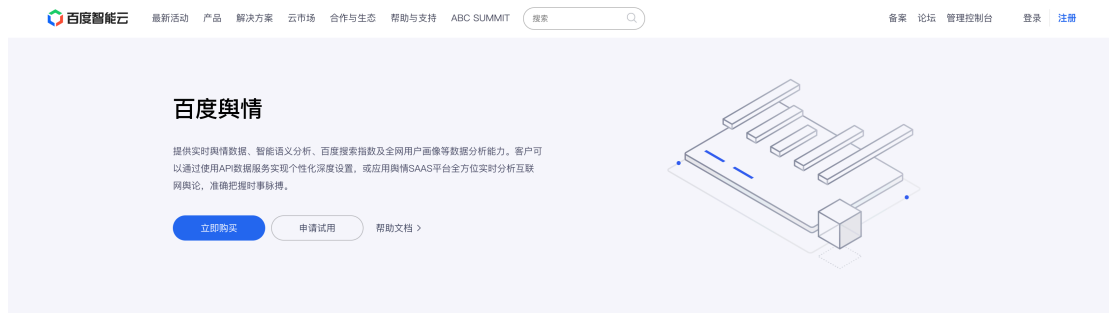 百度智能云 最新活动 产品 解决方案 云市场 合作与生态 帮助与支持 ABC SUMMIT 搜索 备案 论坛 管理控制台 登录 注册
百度舆情
提供实时舆情数据、智能语义分析、百度搜索指数及全网用户画像等数据分析能力。客户可
以通过使用API数据服务实现个性化深度设置，或应用舆情SAAS平台全方位实时分析互联
网舆论，准确把握时事脉搏。
立即购买 申请试用 帮助文档 >